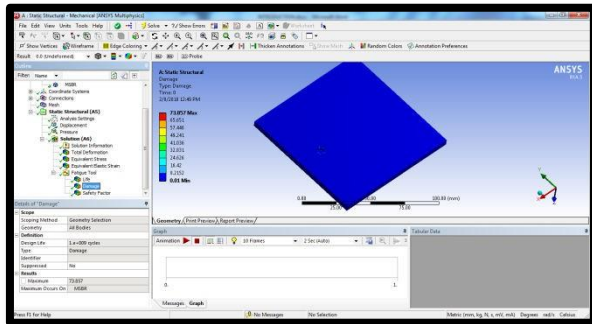 A : Static Structural - Mechanical [ANSYS Multiphysics]
File Edit View Units Tools Help Solve Show Errors
Show Vertices Wireframe Edge Coloring Thicken Annotations Show Mesh Random Colors Annotation Preferences
Result Probe
Outline
Filter: Name
MSBR
Coordinate Systems
Connections
Mesh
Static Structural (A5)
Analysis Settings
Displacement
Pressure
Solution (A6)
Solution Information
Total Deformation
Equivalent Stress
Equivalent Elastic Strain
Fatigue Tool
Life
Damage
Safety Factor
A: Static Structural
Damage
Type: Damage
Time: 0
73.057 Max
57.446
49.241
41.036
32.831
24.626
16.42
8.2152
0.01 Min
ANSYS
0.00 100.00 (mm)
25.00 75.00
Geometry Print Preview Report Preview
Details of "Damage"
Scope
Scoping Method Geometry Selection
Geometry All Bodies
Definition
Design Life 1.e+009 cycles
Type Damage
Identifier
Suppressed No
Results
Maximum
Maximum Occurs On MSBR
Graph
Animation 10 Frames 2 Sec (Auto)
0. 1.
Messages Graph
Tabular Data
Press F1 for Help No Messages No Selection Metric (mm, kg, N, s, mV, mA) Degrees rad/s Celsius